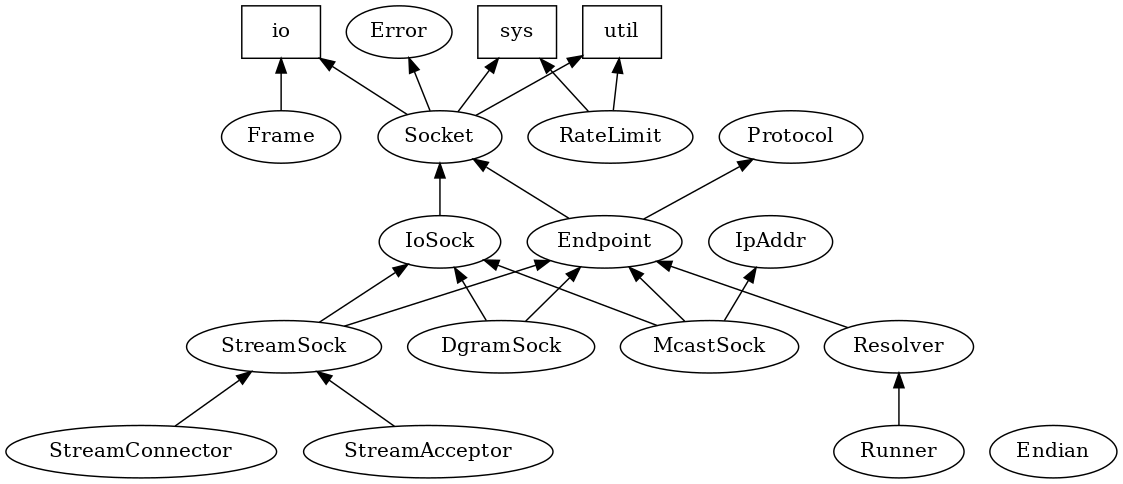 io
Error
sys
util
Frame
Socket
RateLimit
Protocol
IoSock
Endpoint
IpAddr
StreamSock
DgramSock
McastSock
Resolver
StreamConnector
StreamAcceptor
Runner
Endian